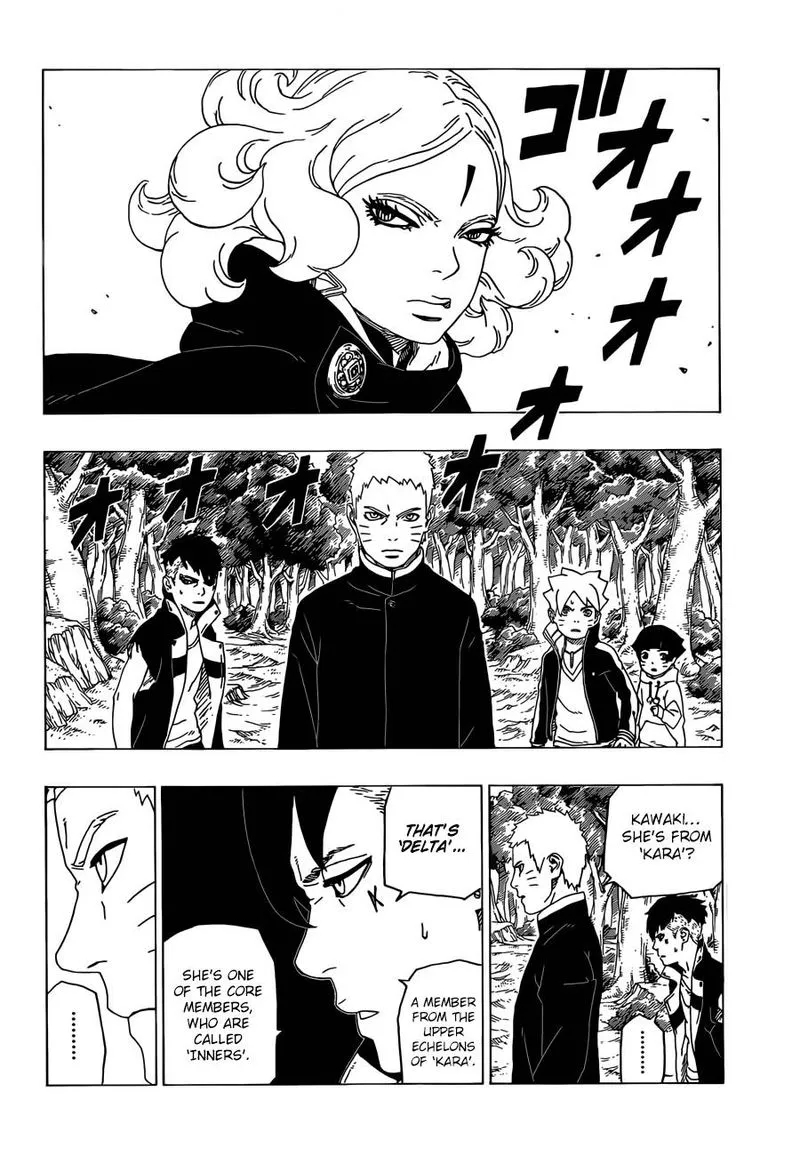 ゴオオオオ
オオオオ
KAWAKI...
SHE'S FROM
'KARA'?
.........
THAT'S
'DELTA'...
A MEMBER
FROM THE
UPPER
ECHELONS
OF 'KARA'.
SHE'S ONE
OF THE CORE
MEMBERS,
WHO ARE
CALLED
'INNERS'.
.........